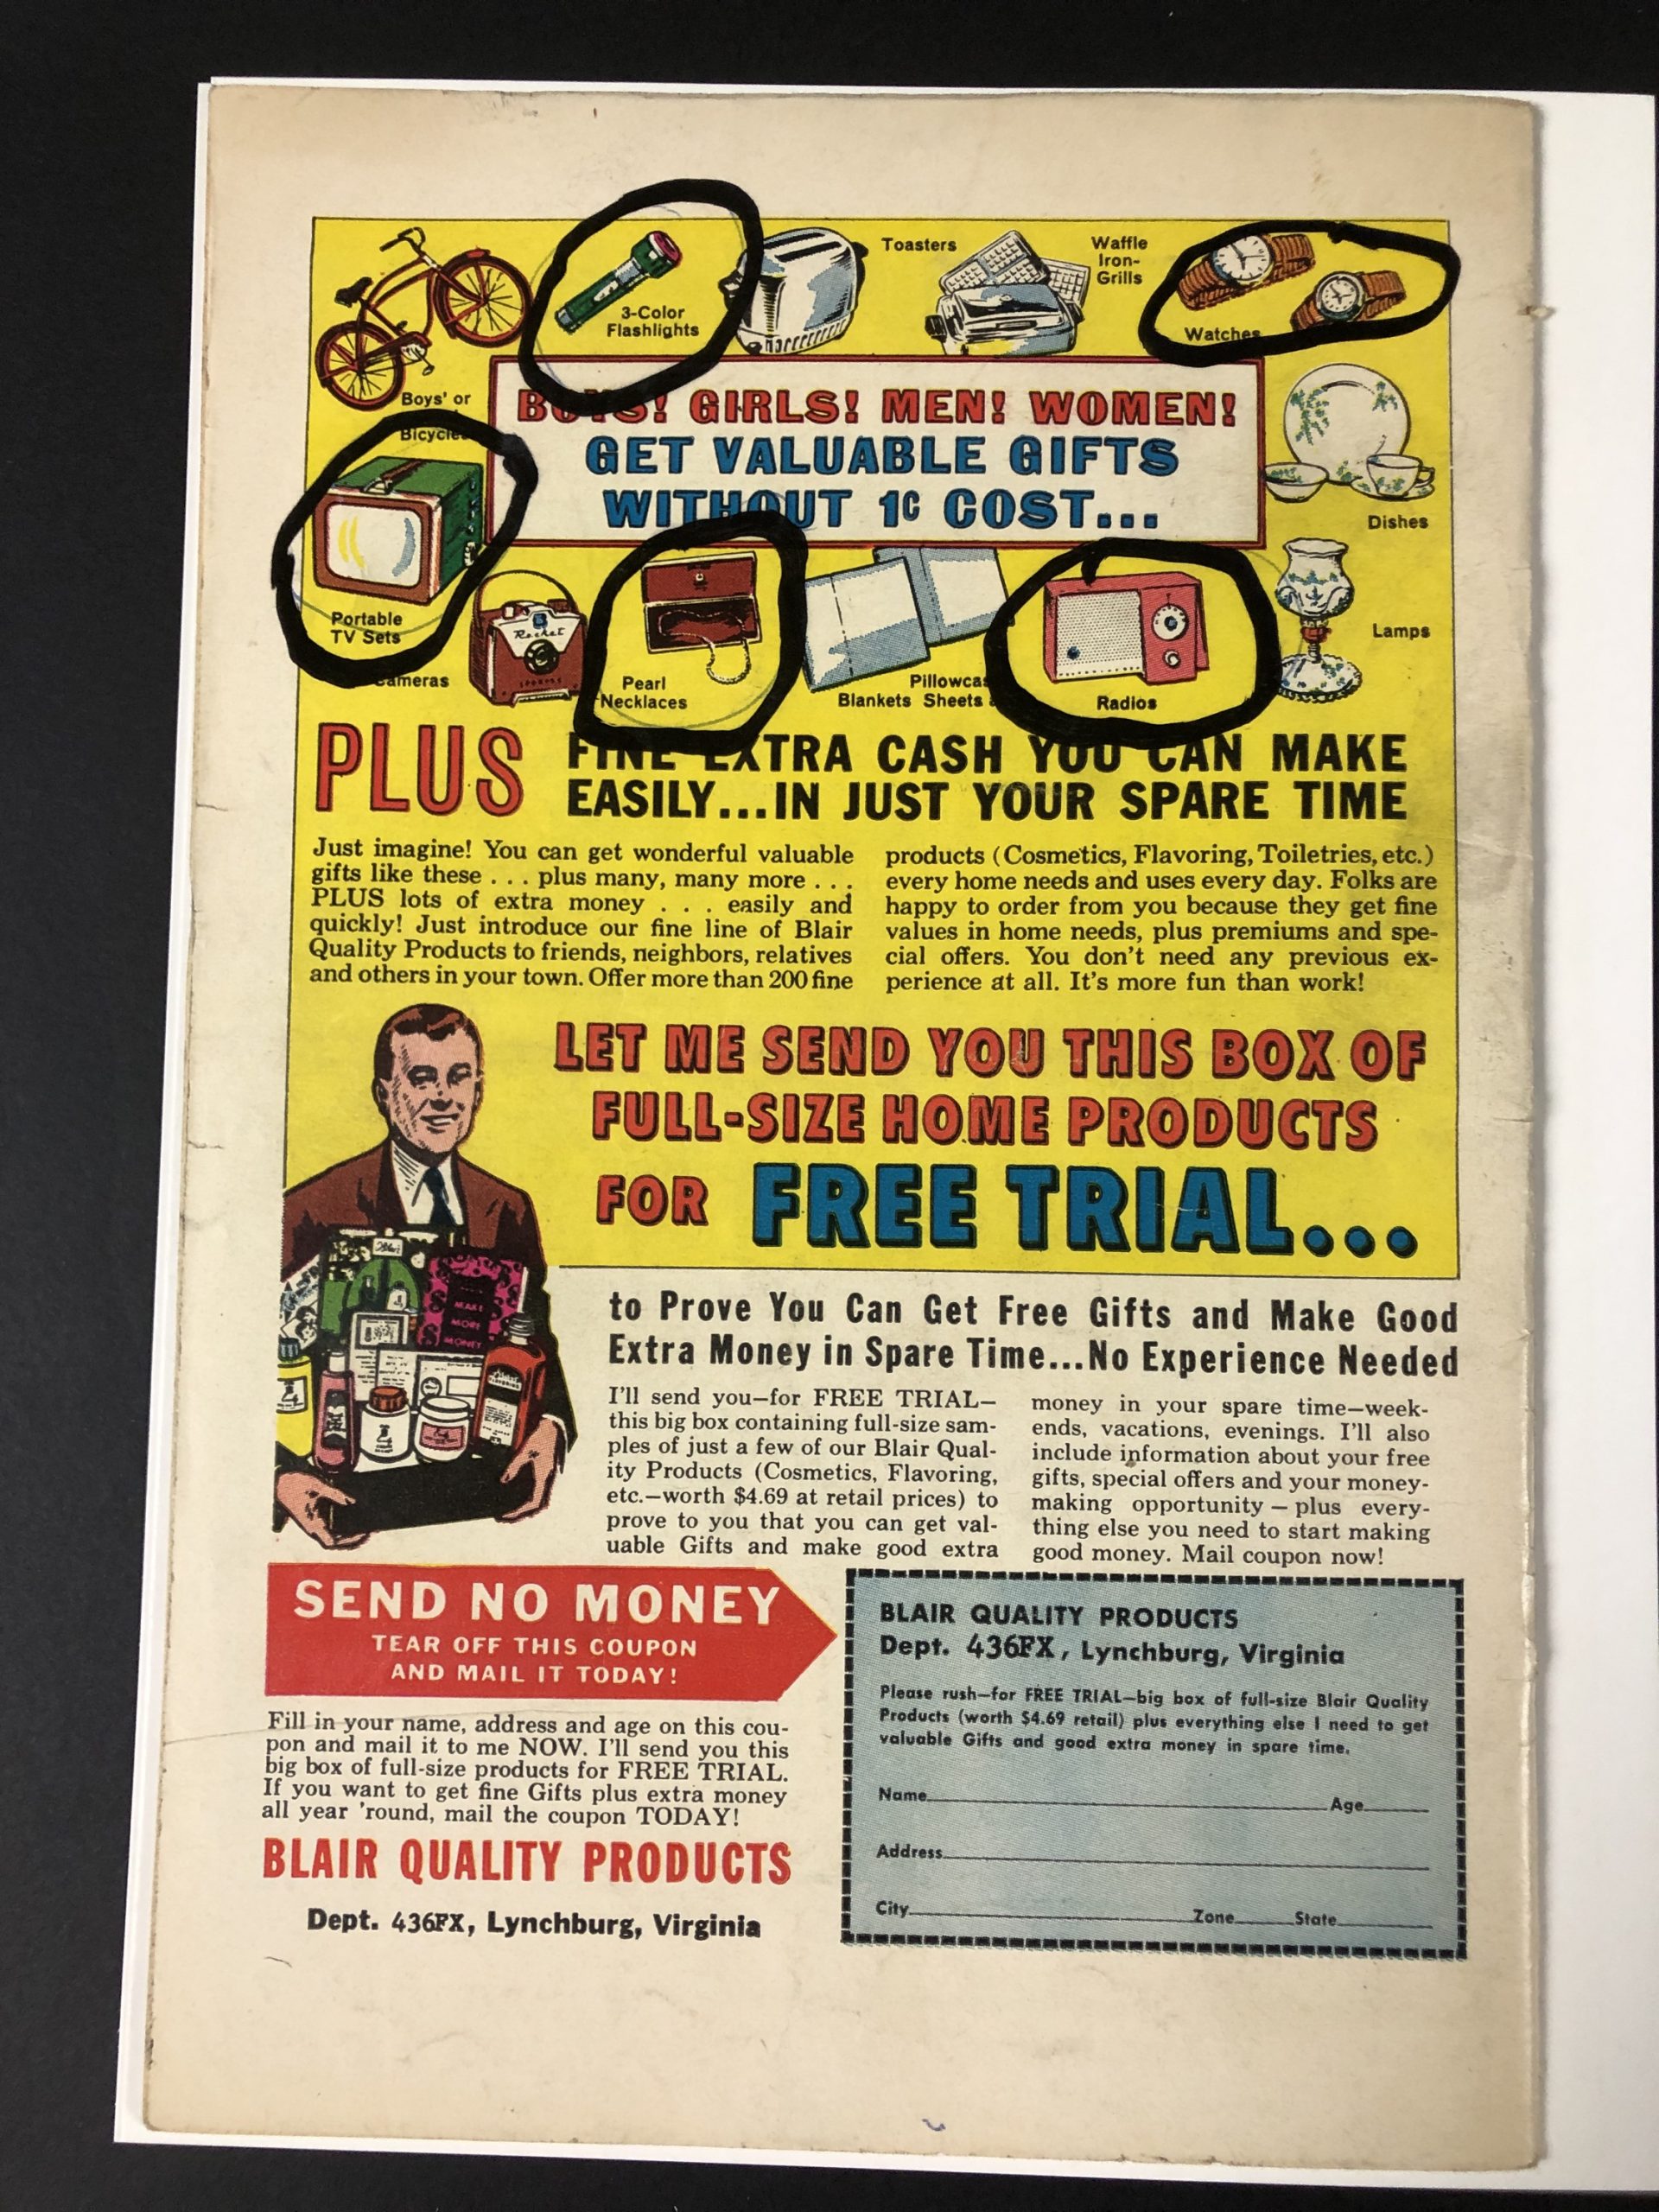 Toasters
Waffle
Iron-
Grills
3-Color
Flashlights
Watches
Boys' or
Bicycles
BOYS! GIRLS! MEN! WOMEN!
GET VALUABLE GIFTS
WITHOUT 1¢ COST...
Dishes
Portable
TV Sets
Cameras
Rocket
Pearl
Necklaces
Pillowcases
Blankets Sheets
Radios
Lamps
PLUS
FINE EXTRA CASH YOU CAN MAKE
EASILY...IN JUST YOUR SPARE TIME
Just imagine! You can get wonderful valuable
gifts like these . . . plus many, many more . . .
PLUS lots of extra money . . . easily and
quickly! Just introduce our fine line of Blair
Quality Products to friends, neighbors, relatives
and others in your town. Offer more than 200 fine
products (Cosmetics, Flavoring, Toiletries, etc.)
every home needs and uses every day. Folks are
happy to order from you because they get fine
values in home needs, plus premiums and spe-
cial offers. You don't need any previous ex-
perience at all. It's more fun than work!
LET ME SEND YOU THIS BOX OF
FULL-SIZE HOME PRODUCTS
FOR FREE TRIAL...
MAKE
MORE
MONEY
to Prove You Can Get Free Gifts and Make Good
Extra Money in Spare Time...No Experience Needed
I'll send you—for FREE TRIAL—
this big box containing full-size sam-
ples of just a few of our Blair Qual-
ity Products (Cosmetics, Flavoring,
etc.—worth $4.69 at retail prices) to
prove to you that you can get val-
uable Gifts and make good extra
money in your spare time—week-
ends, vacations, evenings. I'll also
include information about your free
gifts, special offers and your money-
making opportunity — plus every-
thing else you need to start making
good money. Mail coupon now!
SEND NO MONEY
TEAR OFF THIS COUPON
AND MAIL IT TODAY!
Fill in your name, address and age on this cou-
pon and mail it to me NOW. I'll send you this
big box of full-size products for FREE TRIAL.
If you want to get fine Gifts plus extra money
all year 'round, mail the coupon TODAY!
BLAIR QUALITY PRODUCTS
Dept. 436FX, Lynchburg, Virginia
BLAIR QUALITY PRODUCTS
Dept. 436FX, Lynchburg, Virginia
Please rush—for FREE TRIAL—big box of full-size Blair Quality
Products (worth $4.69 retail) plus everything else I need to get
valuable Gifts and good extra money in spare time.
Name Age
Address
City Zone State